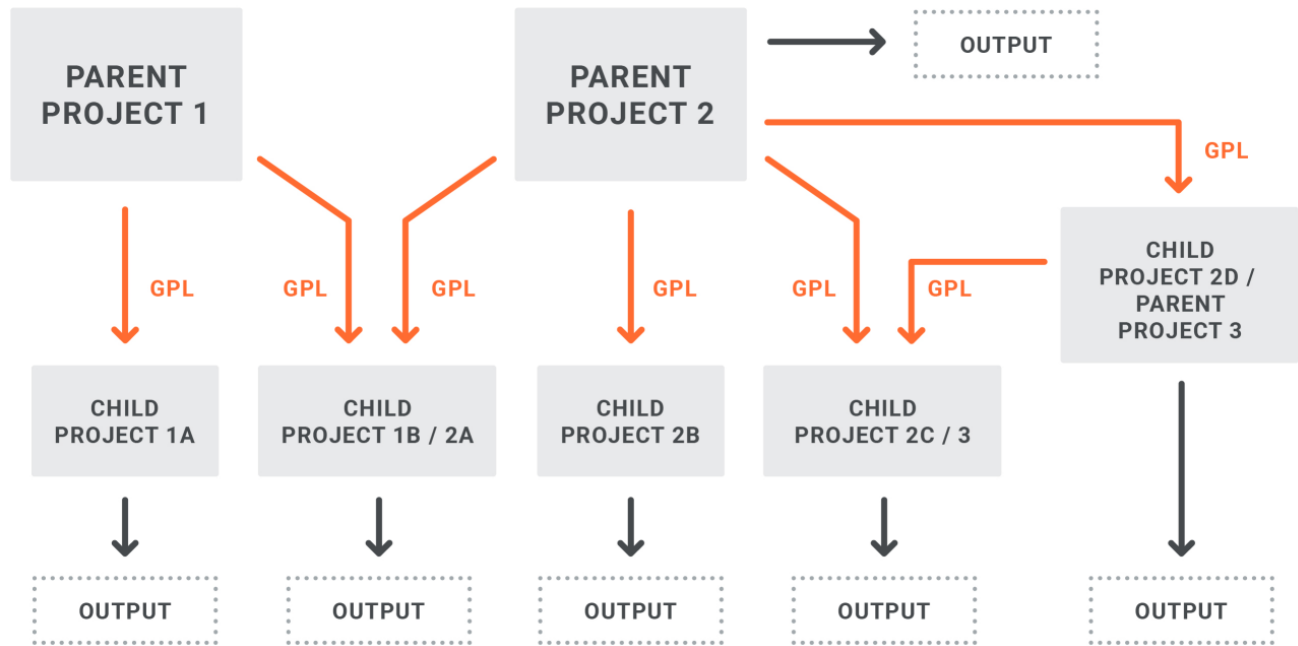 PARENT
PROJECT 1
PARENT
PROJECT 2
OUTPUT
GPL
CHILD
PROJECT 2D /
PARENT
PROJECT 3
GPL
GPL
GPL
GPL
GPL
GPL
CHILD
PROJECT 1A
CHILD
PROJECT 1B / 2A
CHILD
PROJECT 2B
CHILD
PROJECT 2C / 3
OUTPUT
OUTPUT
OUTPUT
OUTPUT
OUTPUT